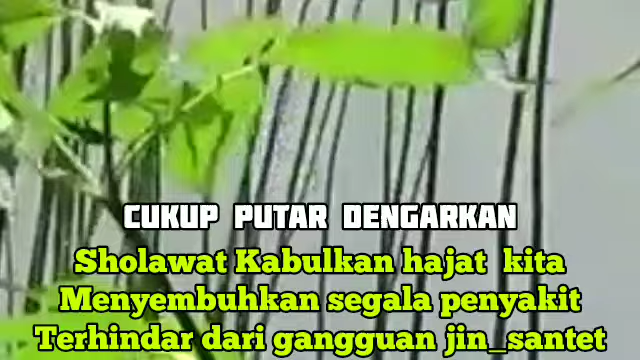 CUKUP PUTAR DENGARKAN
Sholawat Kabulkan hajat kita
Menyembuhkan segala penyakit
Terhindar dari gangguan jin_santet